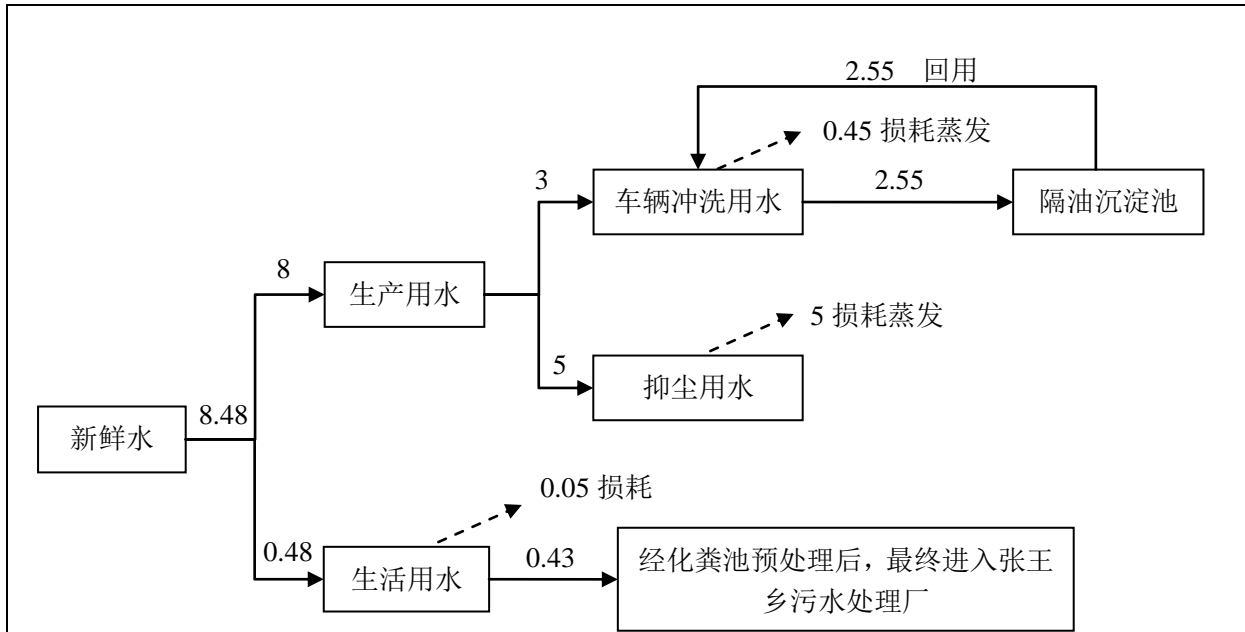 2.55 回用
0.45 损耗蒸发
3
车辆冲洗用水
2.55
隔油沉淀池
8
生产用水
5 损耗蒸发
5
抑尘用水
8.48
新鲜水
0.05 损耗
0.48
生活用水
0.43
经化粪池预处理后，最终进入张王
乡污水处理厂